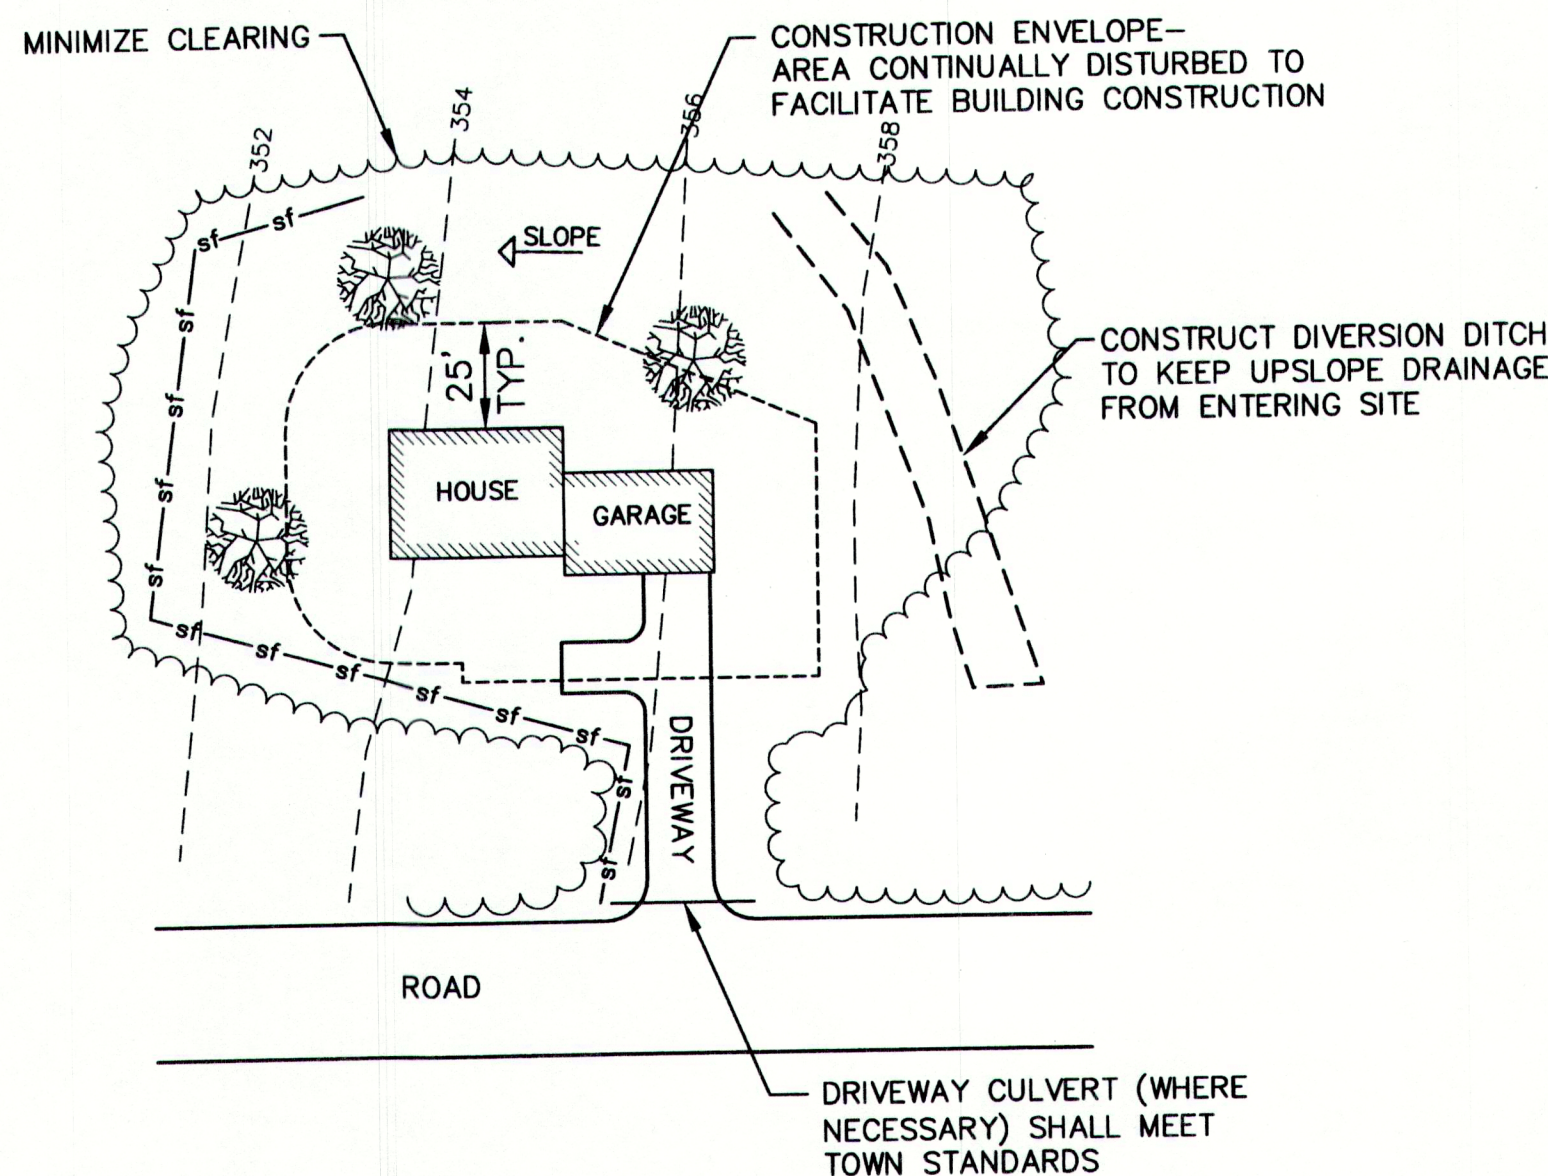 MINIMIZE CLEARING
CONSTRUCTION ENVELOPE-
AREA CONTINUALLY DISTURBED TO
FACILITATE BUILDING CONSTRUCTION
352
354
356
358
sf
sf
SLOPE
sf
sf
sf
sf
25'
TYP.
CONSTRUCT DIVERSION DITCH
TO KEEP UPSLOPE DRAINAGE
FROM ENTERING SITE
HOUSE
GARAGE
sf
sf
sf
sf
sf
sf
sf
sf
DRIVEWAY
ROAD
DRIVEWAY CULVERT (WHERE
NECESSARY) SHALL MEET
TOWN STANDARDS